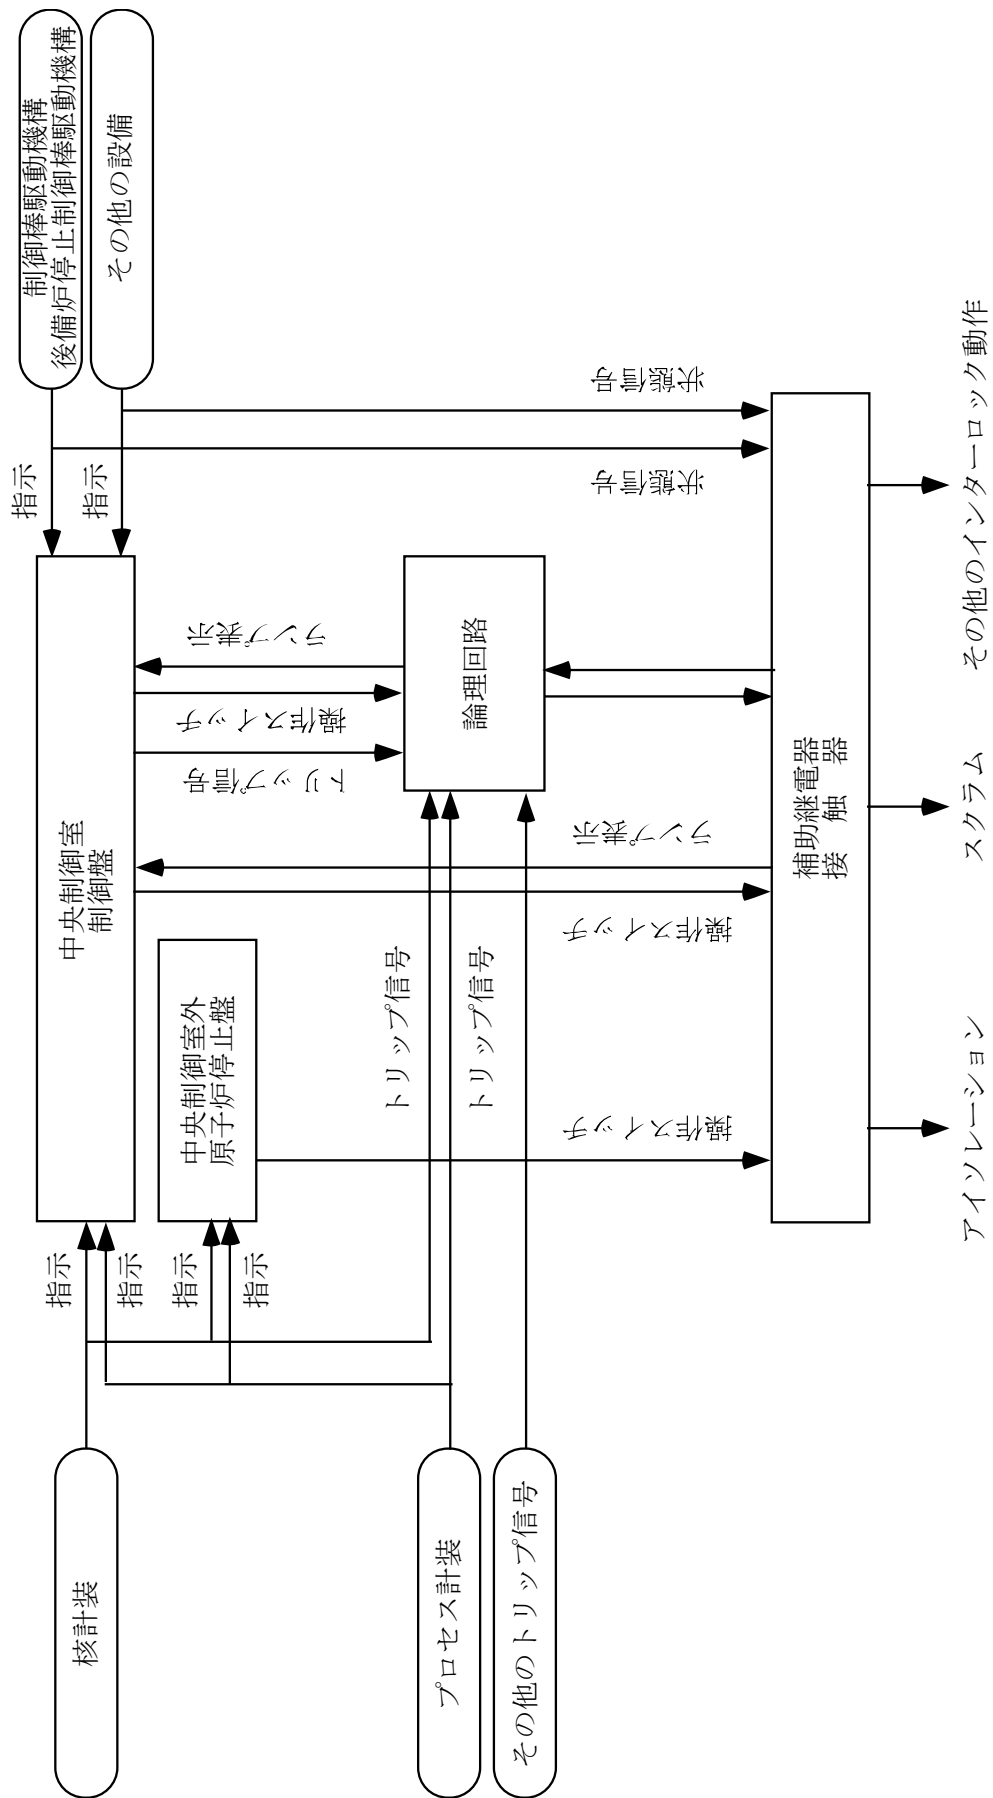 核計装
プロセス計装
その他のトリップ信号
指示
指示
指示
指示
中央制御室
制御盤
中央制御室外
原子炉停止盤
トリップ信号
トリップ信号
論理回路
ランプ表示
操作スイッチ
トリップ信号
ランプ表示
操作スイッチ
操作スイッチ
指示
指示
制御棒駆動機構
後備炉停止制御棒駆動機構
その他の設備
状態信号
状態信号
補助継電器
接 触 器
アイソレーション
スクラム
その他のインターロック動作